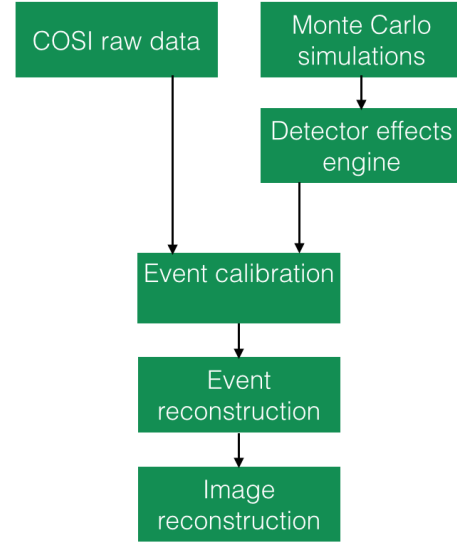 COSI raw data
Monte Carlo
simulations
Detector effects
engine
Event calibration
Event
reconstruction
Image
reconstruction